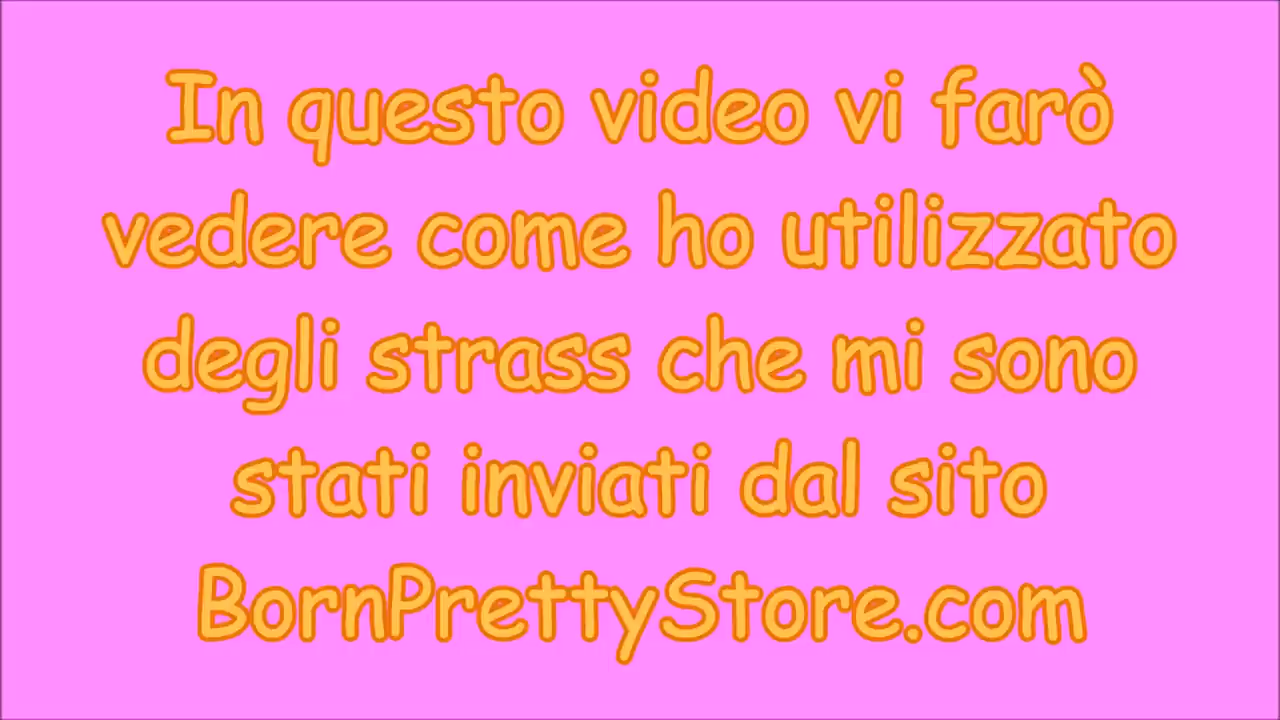 In questo video vi farò
vedere come ho utilizzato
degli strass che mi sono
stati inviati dal sito
BornPrettyStore.com